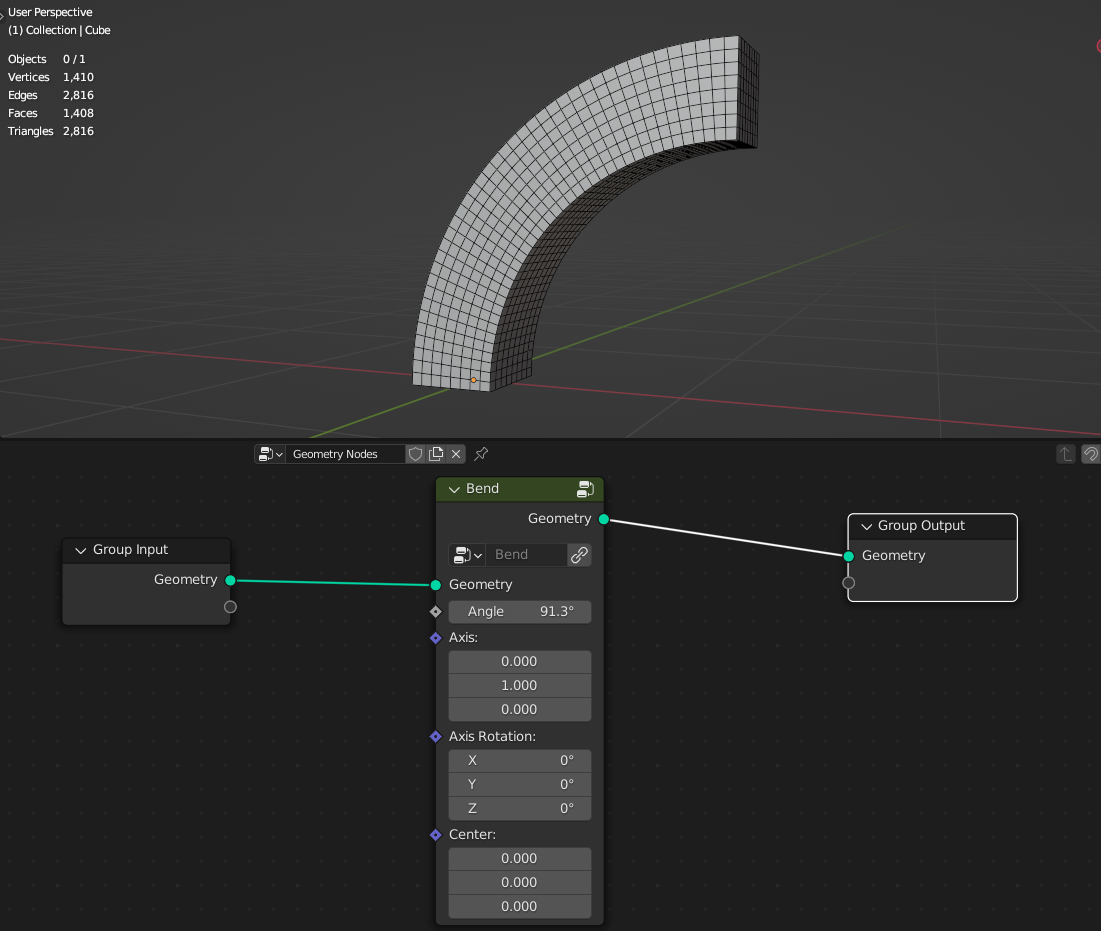 User Perspective
(1) Collection | Cube
Objects 0 / 1
Vertices 1,410
Edges 2,816
Faces 1,408
Triangles 2,816
Geometry Nodes
Group Input
Geometry
Bend
Geometry
Bend
Geometry
Angle 91.3°
Axis:
0.000
1.000
0.000
Axis Rotation:
X 0°
Y 0°
Z 0°
Center:
0.000
0.000
0.000
Group Output
Geometry